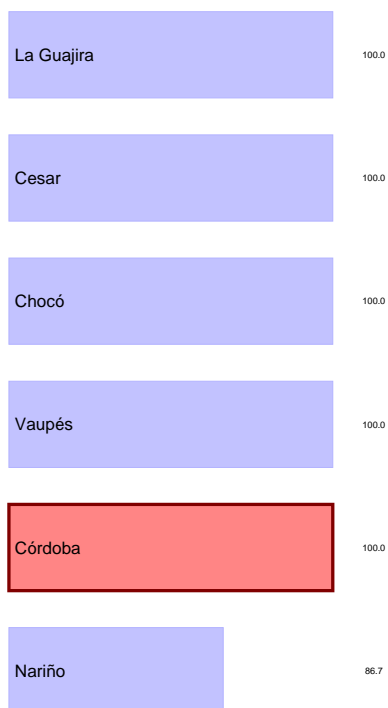 La Guajira 100.0
Cesar 100.0
Chocó 100.0
Vaupés 100.0
Córdoba 100.0
Nariño 86.7